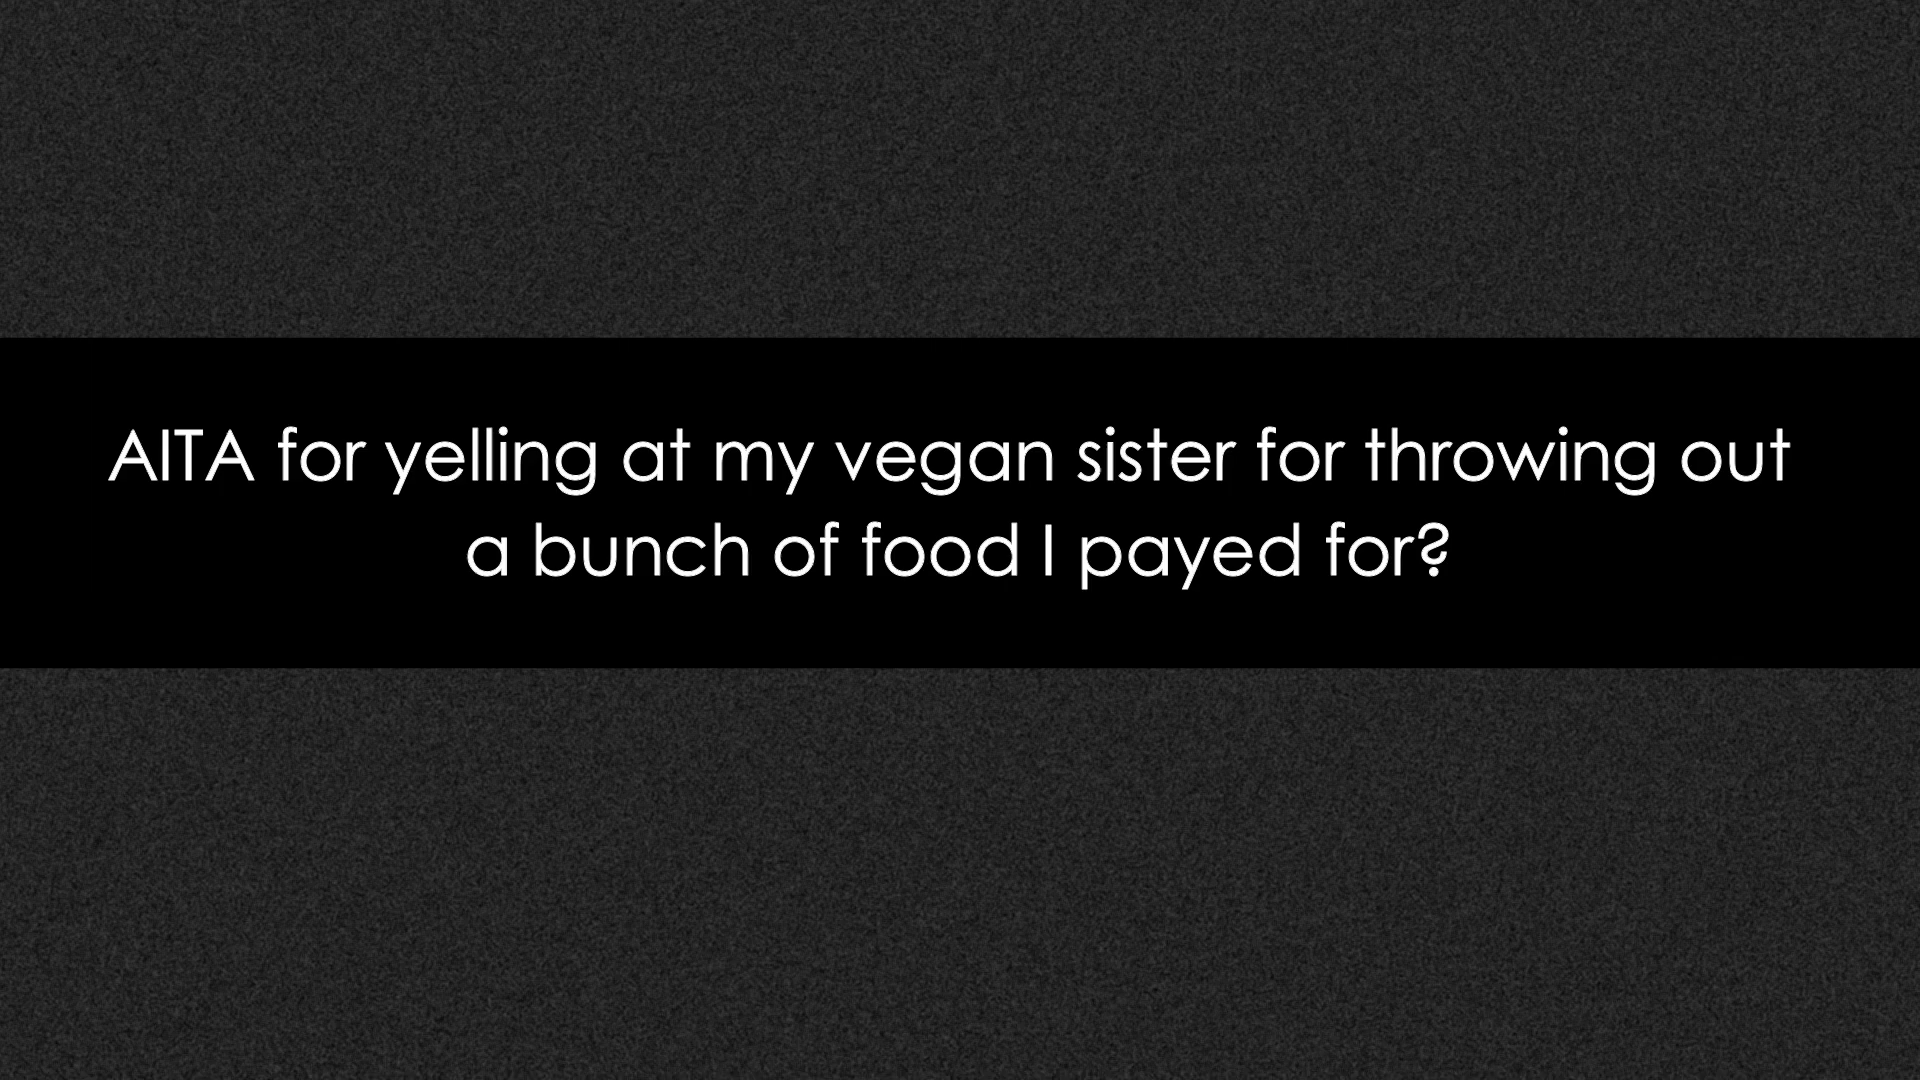 AITA for yelling at my vegan sister for throwing out
a bunch of food I payed for?